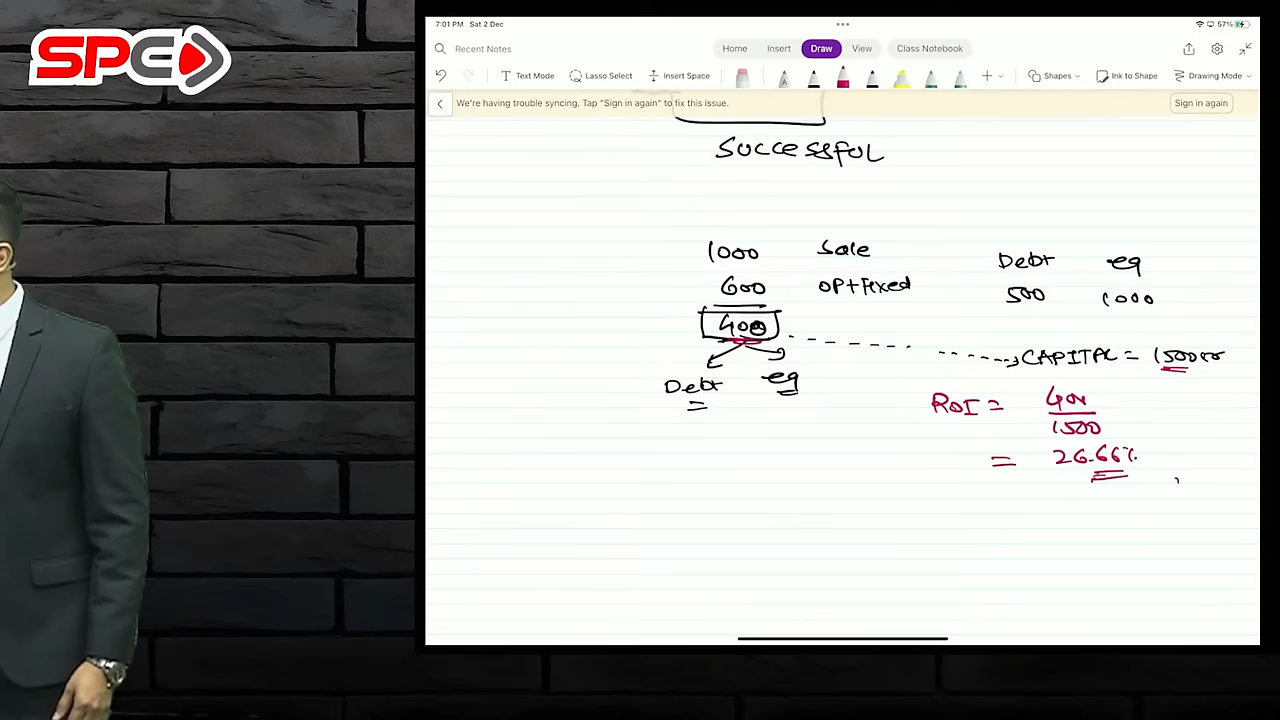 SPC
7:01 PM Sat 2 Dec
57%
Recent Notes
Home Insert Draw View Class Notebook
Text Mode Lasso Select Insert Space Shapes Ink to Shape Drawing Mode
We're having trouble syncing. Tap "Sign in again" to fix this issue. Sign in again
SUCCESSFUL
1000 Sale
600 OP+Fixed
400
Debt eq
Debt eq
500 1000
CAPITAL = 1500 cr
ROI = 400
1500
= 26.66%